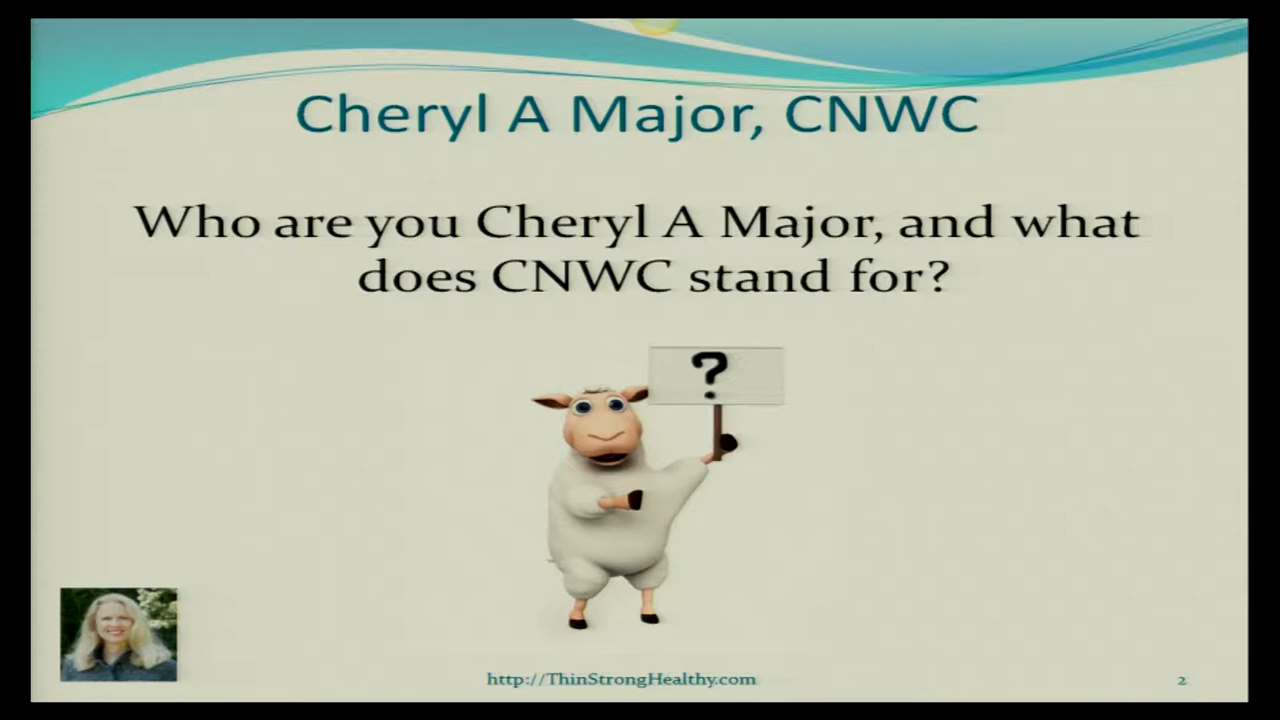 Cheryl A Major, CNWC
Who are you Cheryl A Major, and what
does CNWC stand for?
?
http://ThinStrongHealthy.com
2